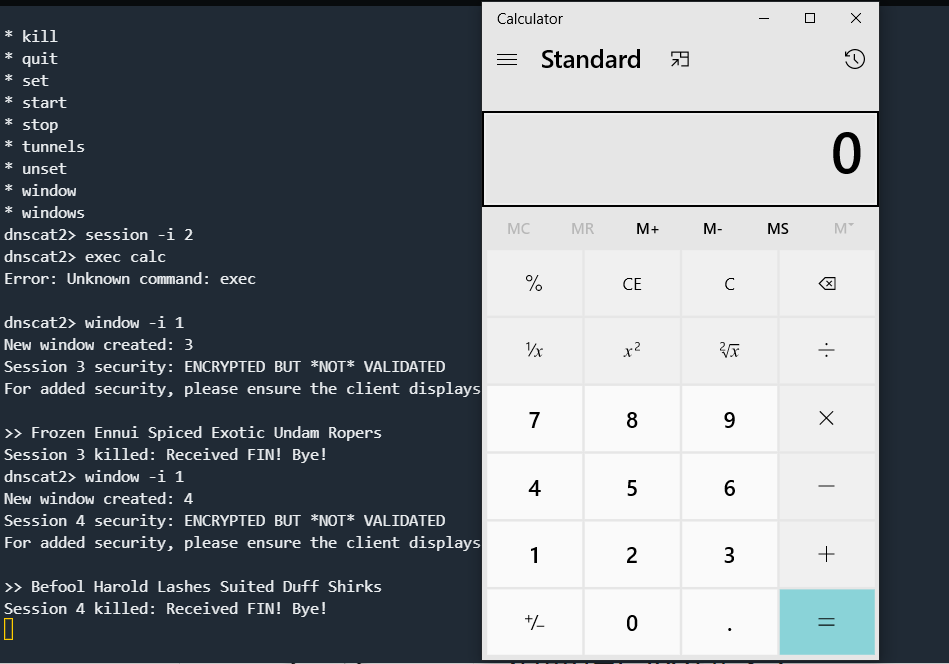 * kill
* quit
* set
* start
* stop
* tunnels
* unset
* window
* windows
dnscat2> session -i 2
dnscat2> exec calc
Error: Unknown command: exec
dnscat2> window -i 1
New window created: 3
Session 3 security: ENCRYPTED BUT *NOT* VALIDATED
For added security, please ensure the client displays
>> Frozen Ennui Spiced Exotic Undam Ropers
Session 3 killed: Received FIN! Bye!
dnscat2> window -i 1
New window created: 4
Session 4 security: ENCRYPTED BUT *NOT* VALIDATED
For added security, please ensure the client displays
>> Befool Harold Lashes Suited Duff Shirks
Session 4 killed: Received FIN! Bye!
Calculator
Standard
0
MC MR M+ M- MS M˅
% CE C ⌫
¹/x x² ²√x ÷
7 8 9 ×
4 5 6 −
1 2 3 +
+/− 0 . =